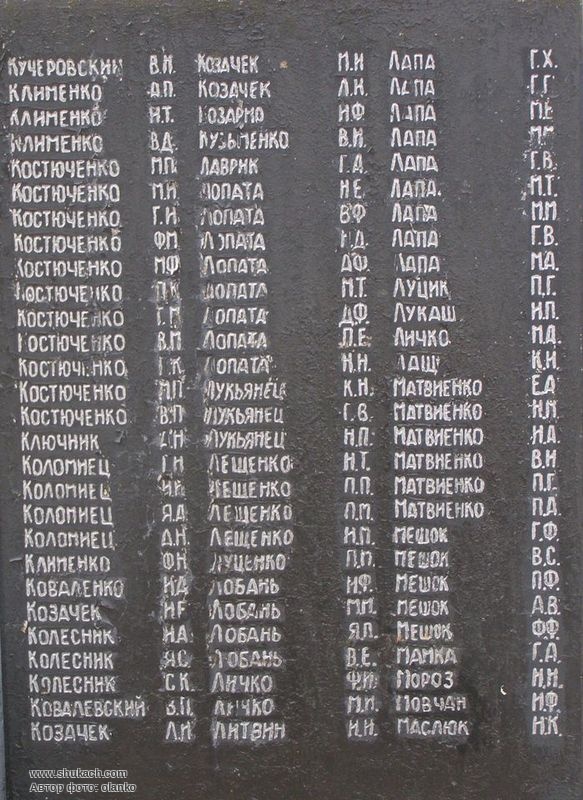 Кучеровский В.И. Козачек М.И Лапа Г.Х.
Клименко А.П. Козачек Л.И. Лапа Г.Г.
Клименко И.Т. Козарио И.Ф. Лапа М.Е
Клименко В.Д. Кузьменко В.И. Лапа
Костюченко М.П. Лаврик Г.А. Лапа Г.В.
Костюченко М.И. Лопата И.Е. Лапа. М.Т.
Костюченко Г.И. Лопата В.Ф Лапа М.М
Костюченко Ф.И. Лопата И.Д. Лапа Г.В.
Костюченко М.Ф. Лопата Д.Ф Лапа М.А.
Костюченко П.К. Лопата М.Т. Луцик П.Г.
Костюченко Г.М Лопата Д.Ф Лукаш И.П.
Костюченко В.И Лопата П.Е. Личко М.Д.
Костюченко Г.К. Лопата И.Н. Лащ К.И
Костюченко М.П. Лукьянец К.И. Матвиенко Е.Д
Костюченко В.П. Лукьянец Г.В. Матвиенко
Ключник Лукьянец И.П. Матвиенко И.А.
Коломиец Г.И Лещенко И.Т. Матвиенко В.И
Коломиец Лещенко П.П. Матвиенко П.Г.
Коломиец Я.Д Лещенко П.М. Матвиенко П.Д.
Коломиец Д.Н. Лещенко И.П. Мешок Г.Ф.
Клименко Ф.И. Луценко П.И. Мешок В.С.
Коваленко И.Д Лобань И.Ф. Мешок П.Ф.
Козачек И.Е Лобань М.И. Мешок А.В.
Колесник И.А. Лобань Я.П. Мешок Ф.Ф.
Колесник Я.С. Лобань В.Е. Мамка Г.А.
Колесник С.К. Личко Ф.И Мороз И.И.
Ковалевский В.П. Личко М.И. Мовчан И.Ф.
Козачек Л.И Литвин И.И. Маслюк И.К.
www.shukach.com
Автор фото: olanko